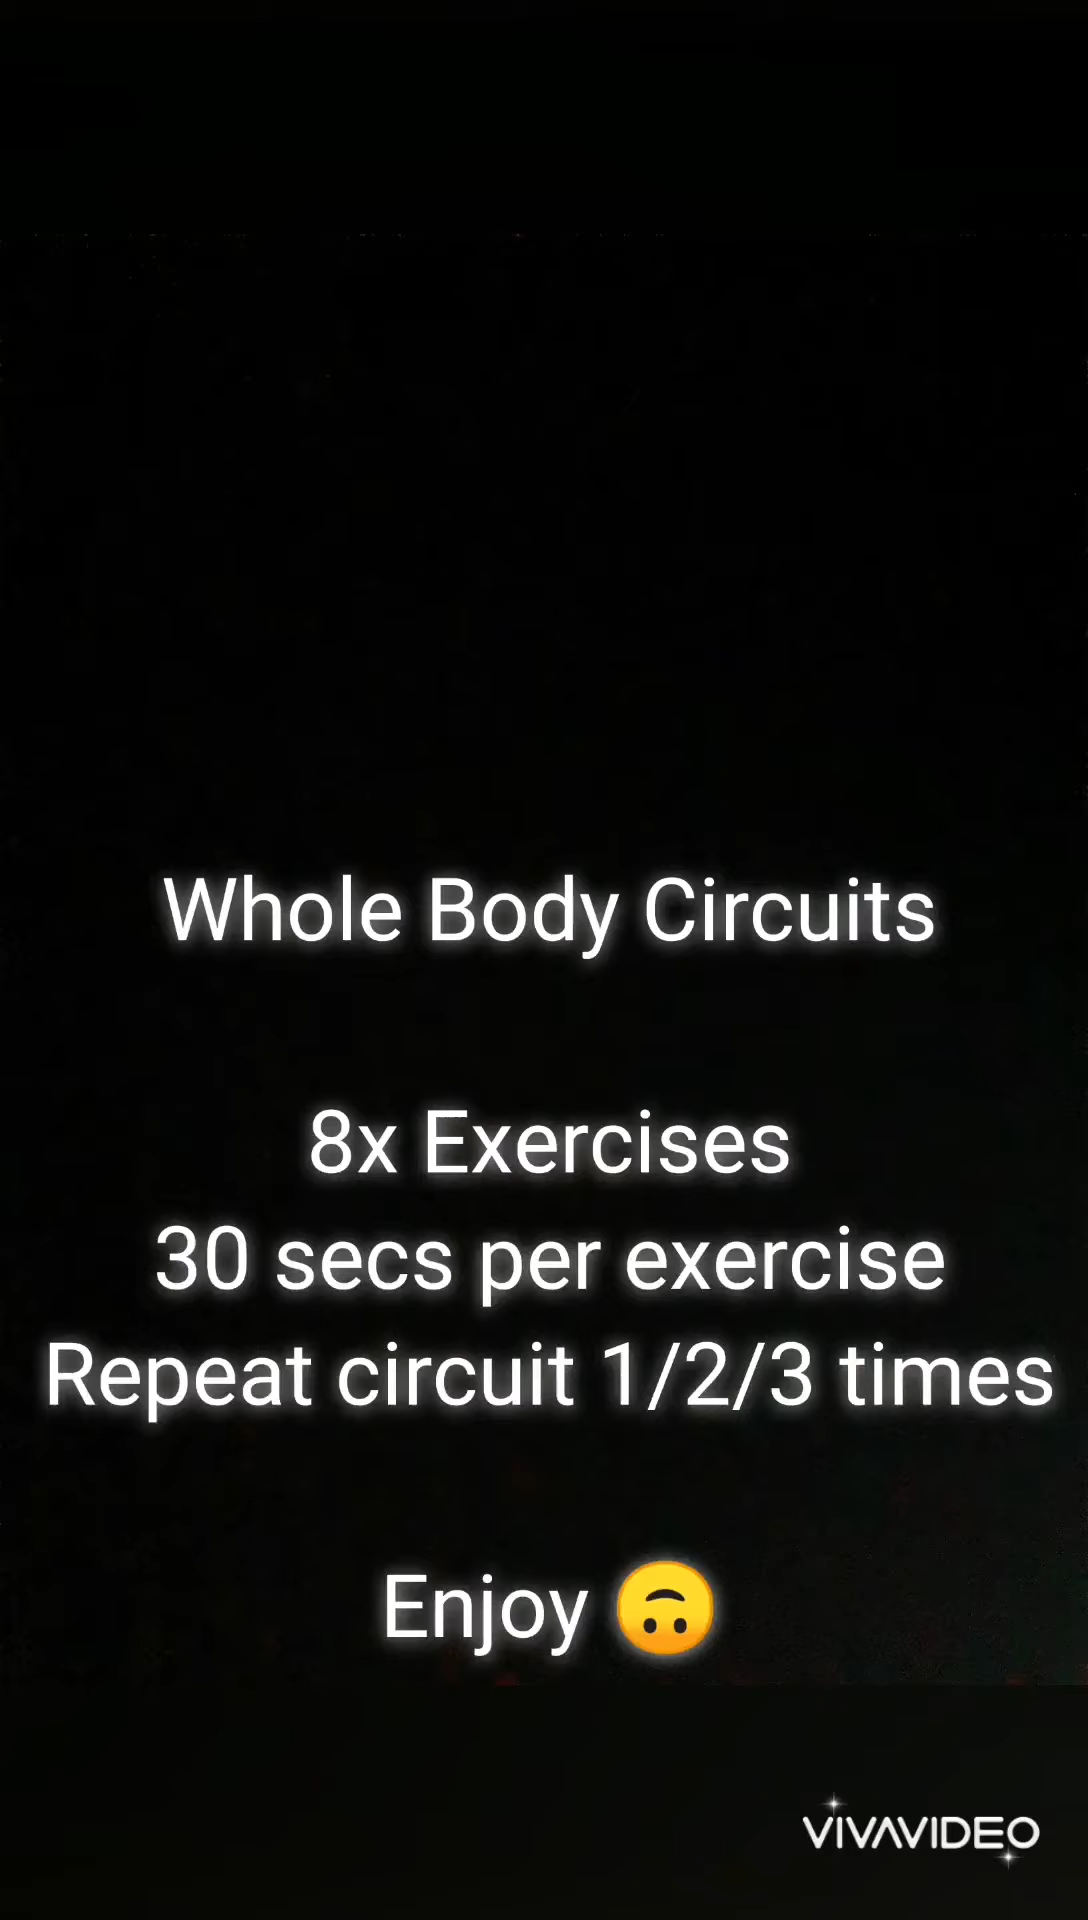 Whole Body Circuits
8x Exercises
30 secs per exercise
Repeat circuit 1/2/3 times
Enjoy 🙃
VIVAVIDEO